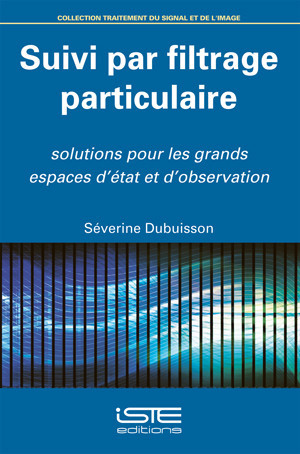 COLLECTION TRAITEMENT DU SIGNAL ET DE L'IMAGE
Suivi par filtrage
particulaire
solutions pour les grands
espaces d'état et d'observation
Séverine Dubuisson
iSTE
editions